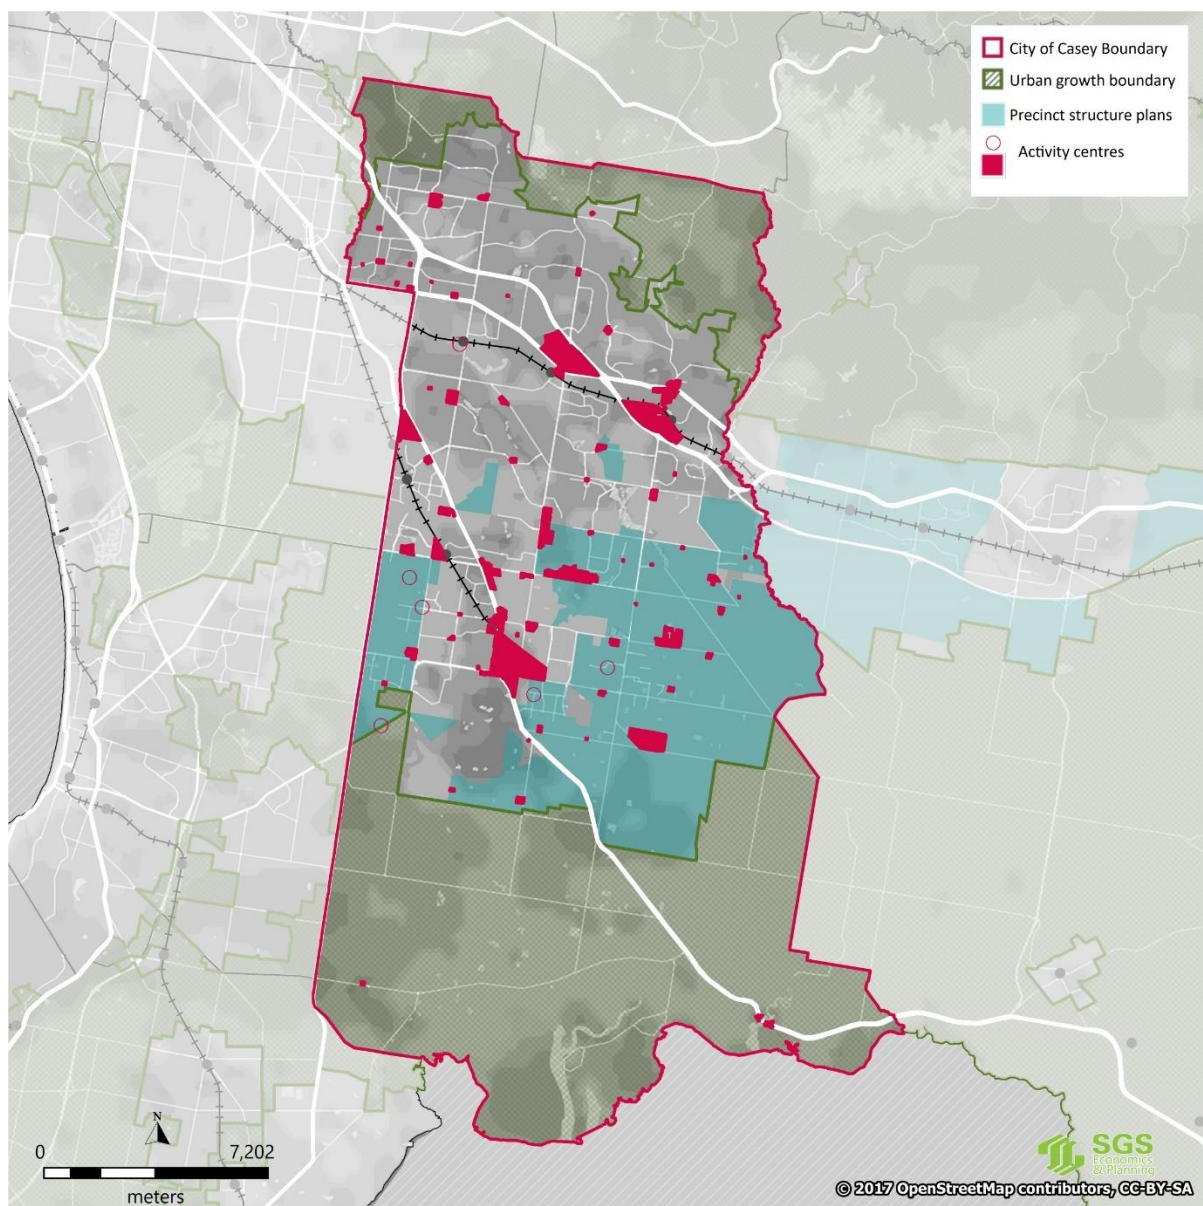 City of Casey Boundary
Urban growth boundary
Precinct structure plans
Activity centres
N
0 7,202
meters
SGS
Economics
& Planning
© 2017 OpenStreetMap contributors, CC-BY-SA